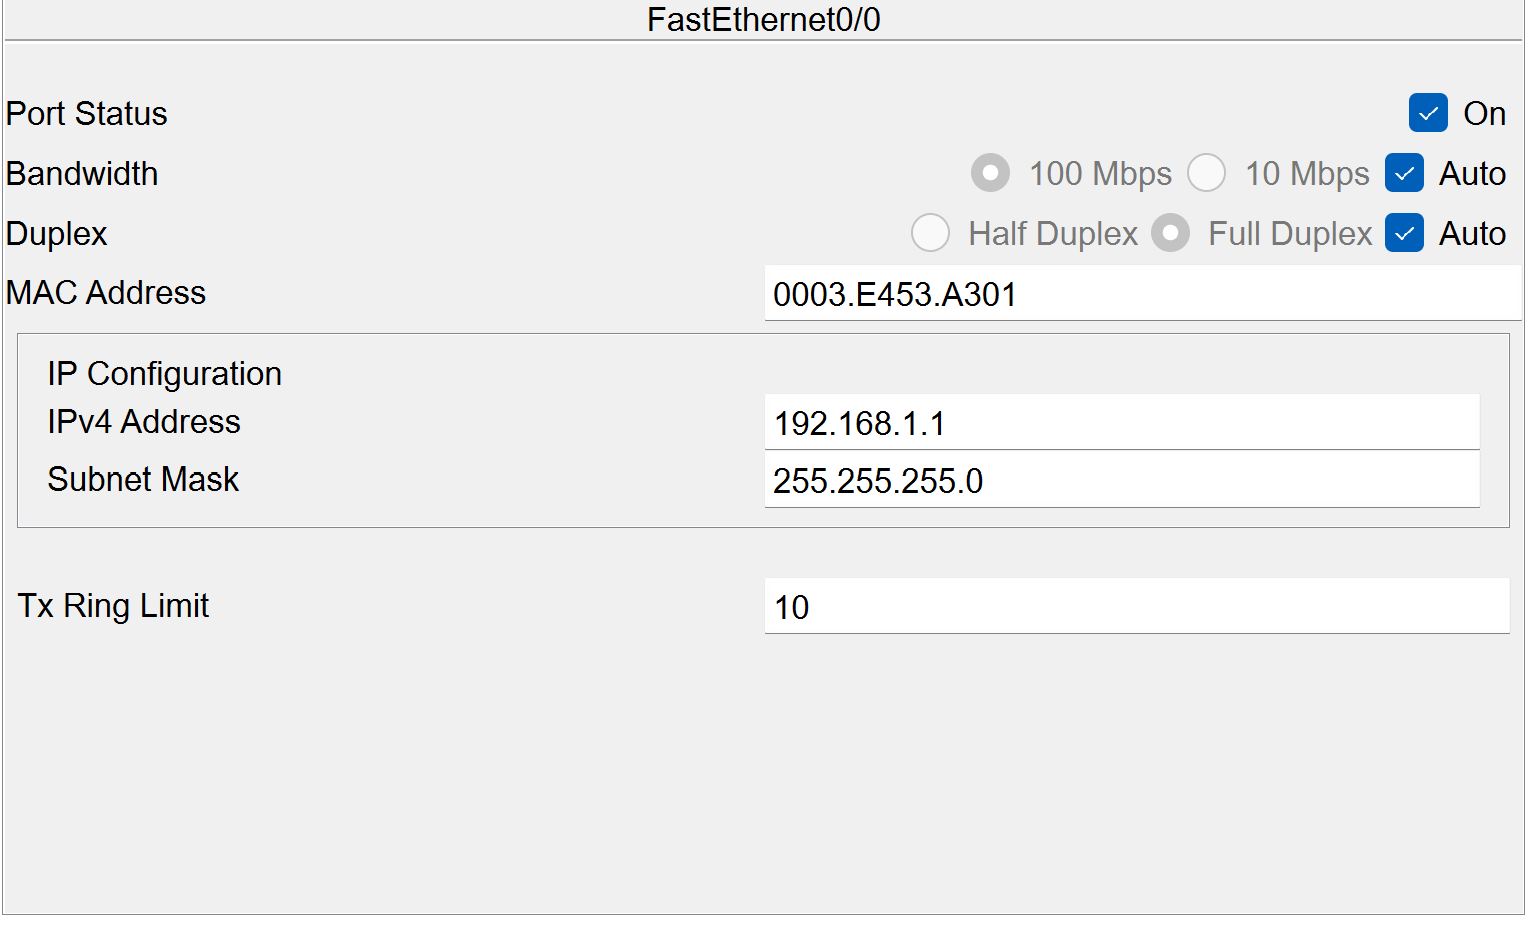 FastEthernet0/0
Port Status On
Bandwidth 100 Mbps 10 Mbps Auto
Duplex Half Duplex Full Duplex Auto
MAC Address 0003.E453.A301
IP Configuration
IPv4 Address 192.168.1.1
Subnet Mask 255.255.255.0
Tx Ring Limit 10